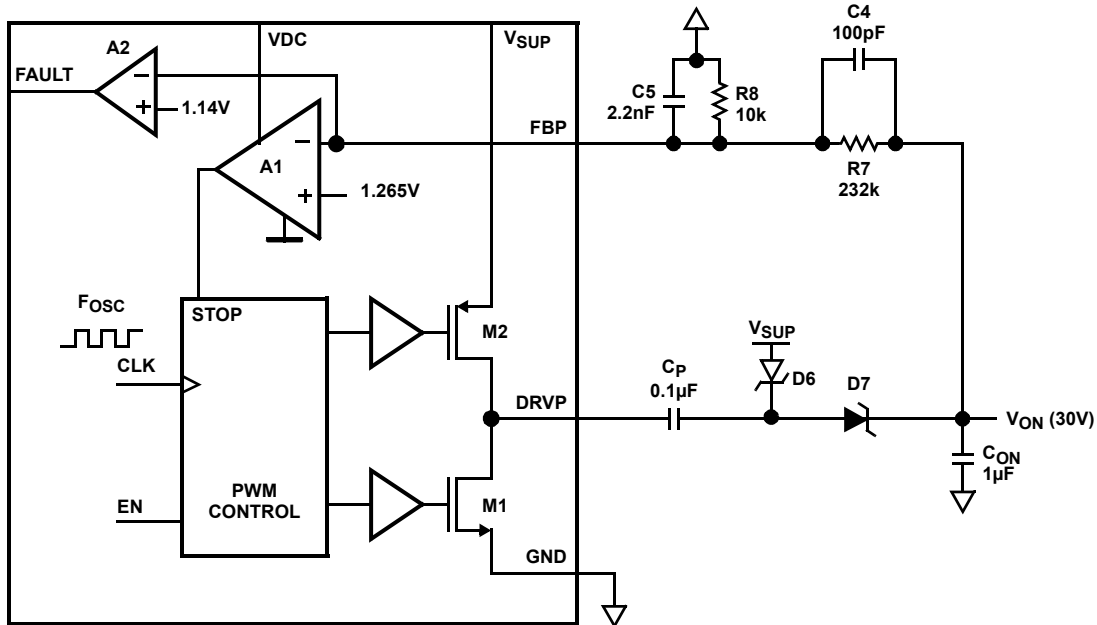 C4
100pF
A2
VDC
VSUP
FAULT
−
+
1.14V
C5
2.2nF
R8
10k
FBP
A1
−
+
1.265V
R7
232k
FOSC
STOP
CLK
M2
VSUP
D6
CP
0.1µF
D7
DRVP
VON (30V)
CON
1µF
PWM
CONTROL
EN
M1
GND